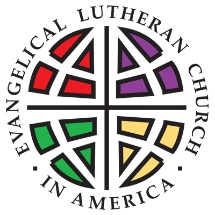 EVANGELICAL LUTHERAN CHURCH
· IN AMERICA ·